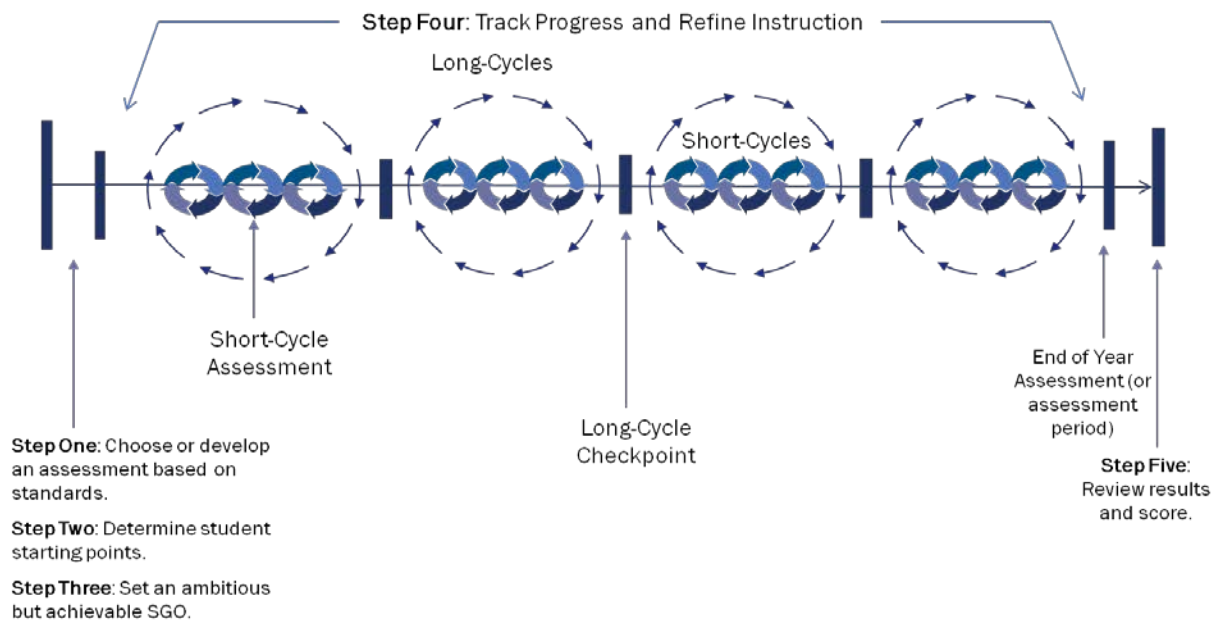 Step Four: Track Progress and Refine Instruction
Long-Cycles
Short-Cycles
Short-Cycle
Assessment
Long-Cycle
Checkpoint
End of Year
Assessment (or
assessment
period)
Step One: Choose or develop
an assessment based on
standards.
Step Two: Determine student
starting points.
Step Three: Set an ambitious
but achievable SGO.
Step Five:
Review results
and score.